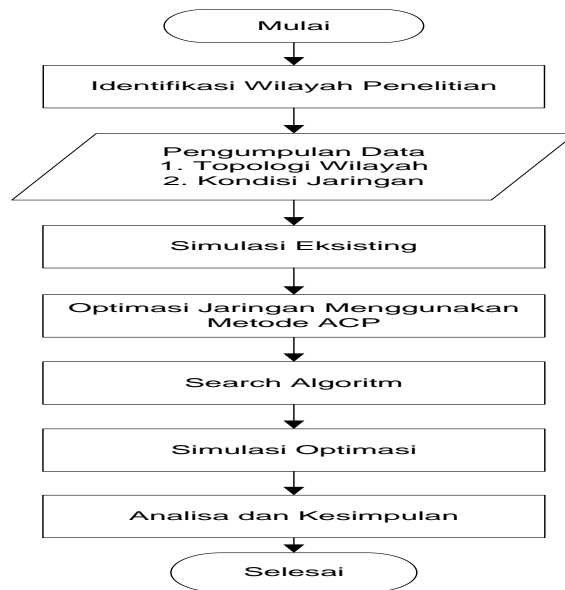 Mulai
Identifikasi Wilayah Penelitian
Pengumpulan Data
1. Topologi Wilayah
2. Kondisi Jaringan
Simulasi Eksisting
Optimasi Jaringan Menggunakan
Metode ACP
Search Algoritm
Simulasi Optimasi
Analisa dan Kesimpulan
Selesai